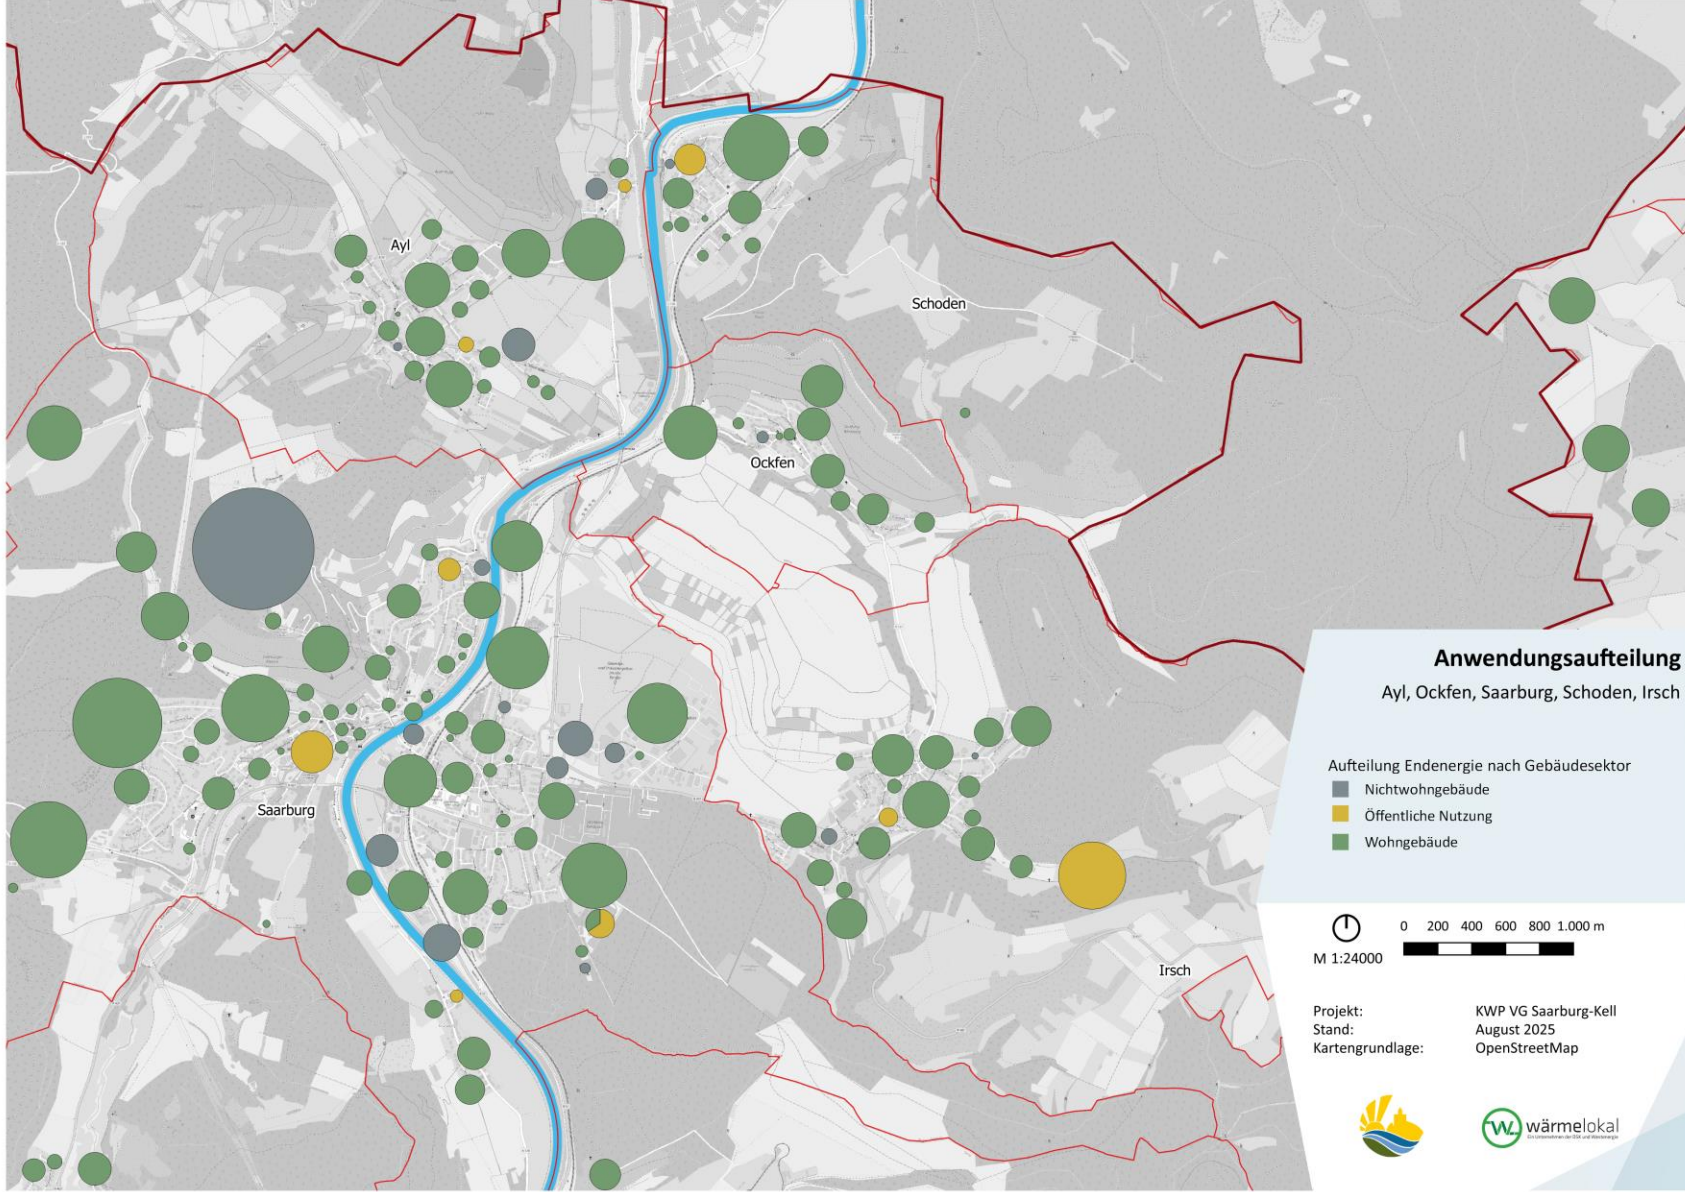 Ayl
Schoden
Ockfen
Saarburg
Irsch
Anwendungsaufteilung
Ayl, Ockfen, Saarburg, Schoden, Irsch
Aufteilung Endenergie nach Gebäudesektor
Nichtwohngebäude
Öffentliche Nutzung
Wohngebäude
0 200 400 600 800 1.000 m
M 1:24000
Projekt: KWP VG Saarburg-Kell
Stand: August 2025
Kartengrundlage: OpenStreetMap
W. wärmelokal